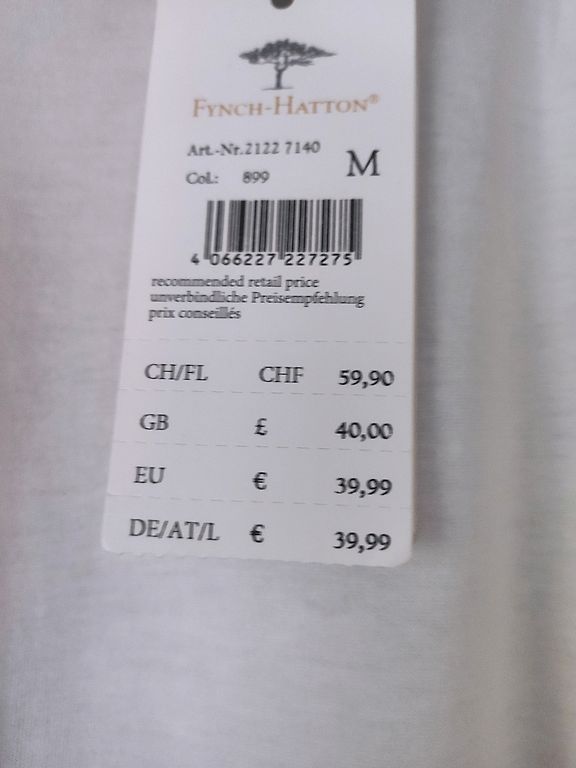 FYNCH-HATTON®
Art.-Nr.2122 7140
M
Col.: 899
4 066227 227275
recommended retail price
unverbindliche Preisempfehlung
prix conseillés
CH/FL CHF 59,90
GB £ 40,00
EU € 39,99
DE/AT/L € 39,99